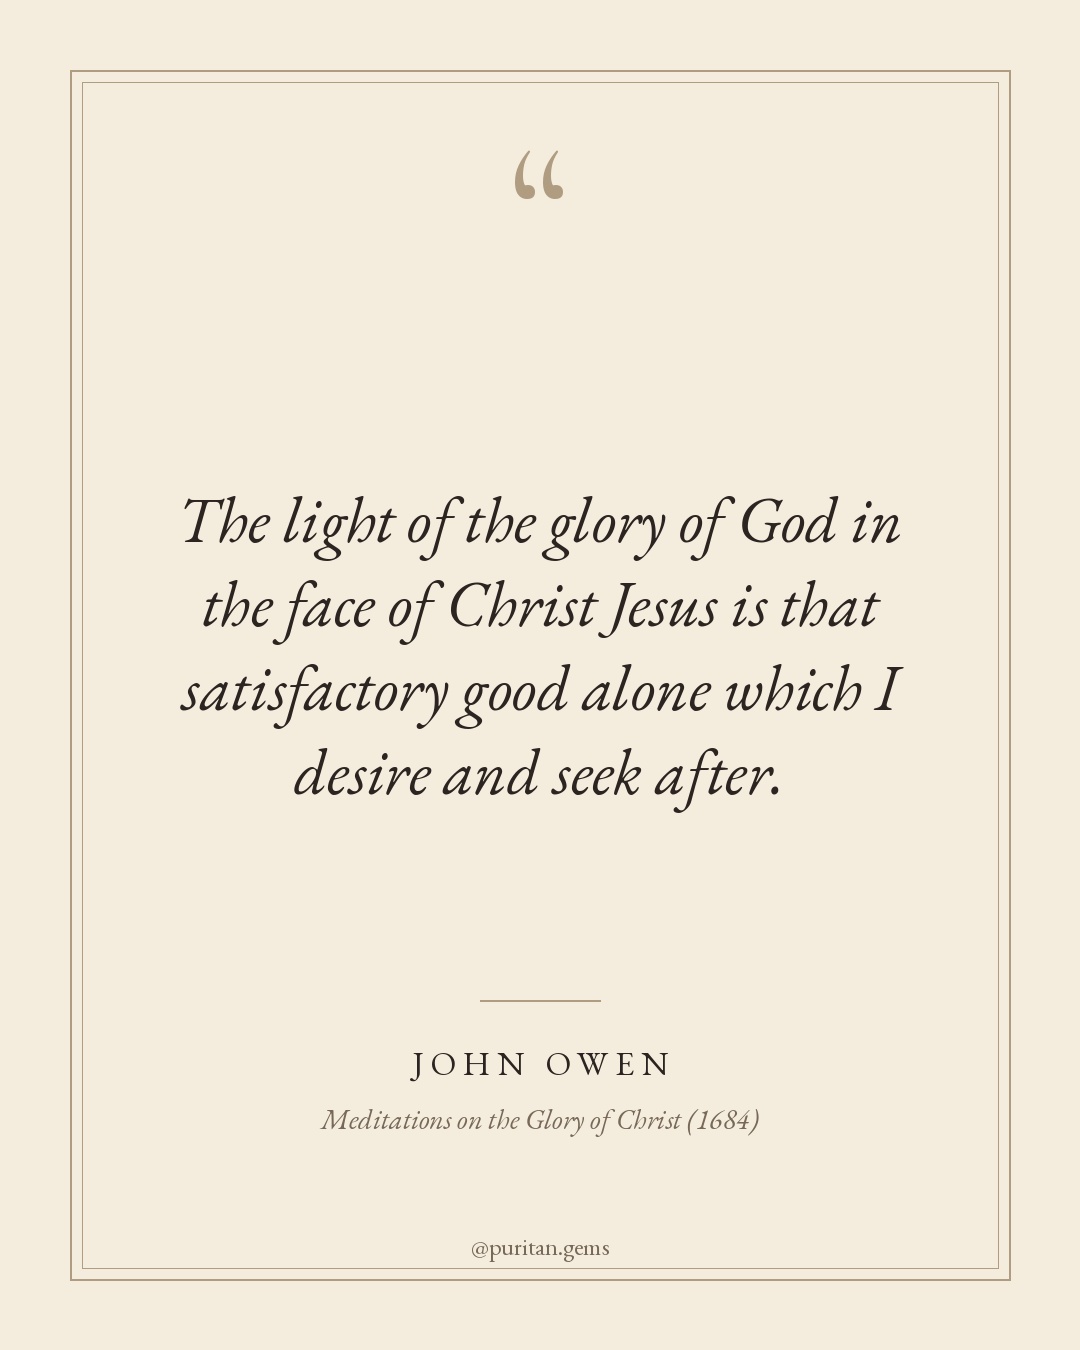 “
The light of the glory of God in
the face of Christ Jesus is that
satisfactory good alone which I
desire and seek after.
JOHN OWEN
Meditations on the Glory of Christ (1684)
@puritan.gems